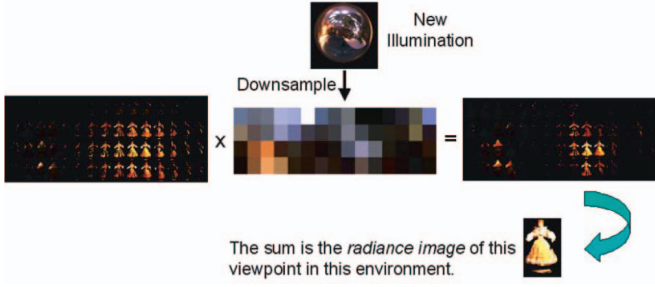 New
Illumination
Downsample
x
=
The sum is the radiance image of this
viewpoint in this environment.